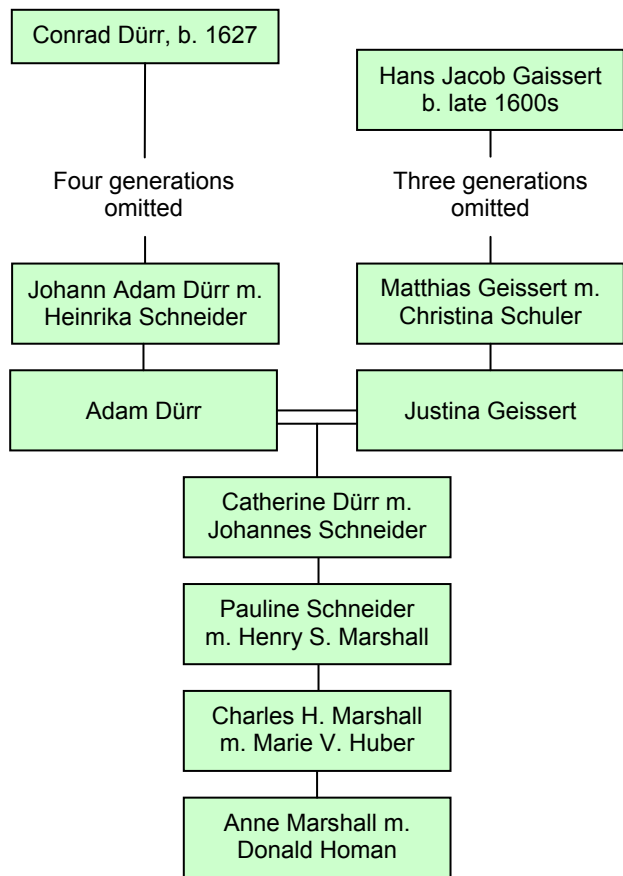 Conrad Dürr, b. 1627
Hans Jacob Gaissert
b. late 1600s
Four generations
omitted
Three generations
omitted
Johann Adam Dürr m.
Heinrika Schneider
Matthias Geissert m.
Christina Schuler
Adam Dürr
Justina Geissert
Catherine Dürr m.
Johannes Schneider
Pauline Schneider
m. Henry S. Marshall
Charles H. Marshall
m. Marie V. Huber
Anne Marshall m.
Donald Homan